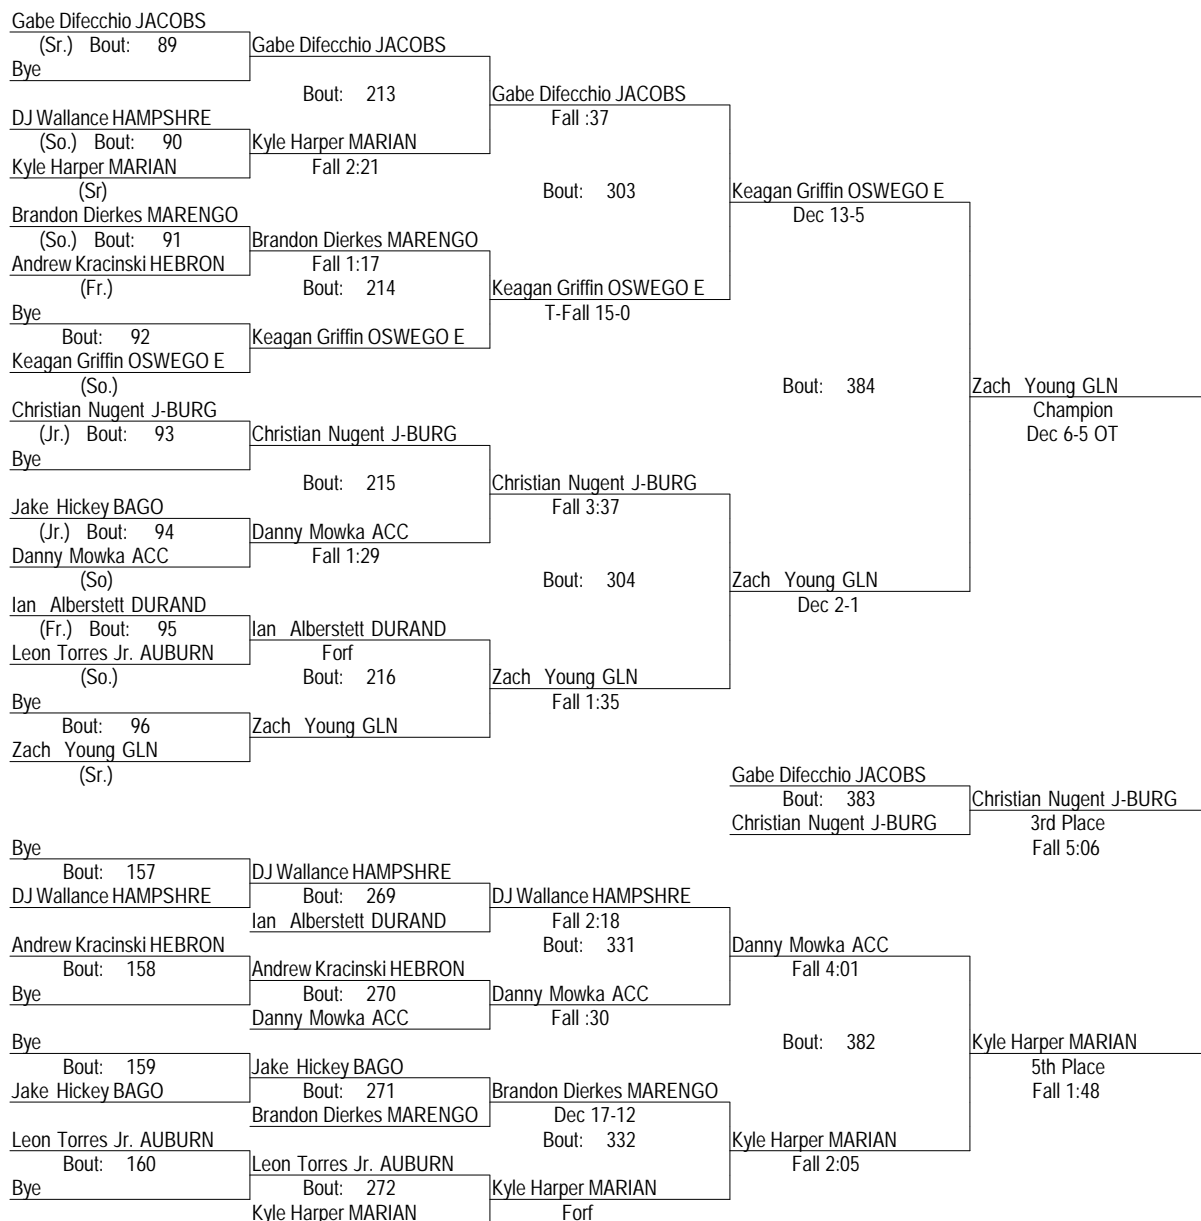 Gabe Difecchio JACOBS
(Sr.) Bout: 89
Gabe Difecchio JACOBS
Bye
Bout: 213
Gabe Difecchio JACOBS
DJ Wallance HAMPSHRE
Fall :37
(So.) Bout: 90
Kyle Harper MARIAN
Kyle Harper MARIAN
Fall 2:21
(Sr)
Bout: 303
Keagan Griffin OSWEGO E
Brandon Dierkes MARENGO
Dec 13-5
(So.) Bout: 91
Brandon Dierkes MARENGO
Andrew Kracinski HEBRON
Fall 1:17
(Fr.)
Bout: 214
Keagan Griffin OSWEGO E
Bye
T-Fall 15-0
Bout: 92
Keagan Griffin OSWEGO E
Keagan Griffin OSWEGO E
(So.)
Bout: 384
Zach Young GLN
Christian Nugent J-BURG
Champion
(Jr.) Bout: 93
Christian Nugent J-BURG
Dec 6-5 OT
Bye
Bout: 215
Christian Nugent J-BURG
Jake Hickey BAGO
Fall 3:37
(Jr.) Bout: 94
Danny Mowka ACC
Danny Mowka ACC
Fall 1:29
(So)
Bout: 304
Zach Young GLN
Ian Alberstett DURAND
Dec 2-1
(Fr.) Bout: 95
Ian Alberstett DURAND
Leon Torres Jr. AUBURN
Forf
(So.)
Bout: 216
Zach Young GLN
Bye
Fall 1:35
Bout: 96
Zach Young GLN
Zach Young GLN
(Sr.)
Gabe Difecchio JACOBS
Bout: 383
Christian Nugent J-BURG
Christian Nugent J-BURG
3rd Place
Fall 5:06
Bye
Bout: 157
DJ Wallance HAMPSHRE
DJ Wallance HAMPSHRE
Bout: 269
DJ Wallance HAMPSHRE
Ian Alberstett DURAND
Fall 2:18
Andrew Kracinski HEBRON
Bout: 331
Danny Mowka ACC
Bout: 158
Andrew Kracinski HEBRON
Fall 4:01
Bye
Bout: 270
Danny Mowka ACC
Danny Mowka ACC
Fall :30
Bye
Bout: 382
Kyle Harper MARIAN
Bout: 159
Jake Hickey BAGO
5th Place
Jake Hickey BAGO
Bout: 271
Brandon Dierkes MARENGO
Fall 1:48
Brandon Dierkes MARENGO
Dec 17-12
Leon Torres Jr. AUBURN
Bout: 332
Kyle Harper MARIAN
Bout: 160
Leon Torres Jr. AUBURN
Fall 2:05
Bye
Bout: 272
Kyle Harper MARIAN
Kyle Harper MARIAN
Forf